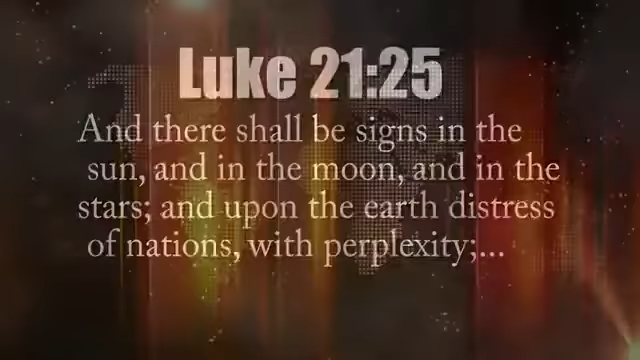 Luke 21:25
And there shall be signs in the
sun, and in the moon, and in the
stars; and upon the earth distress
of nations, with perplexity;...